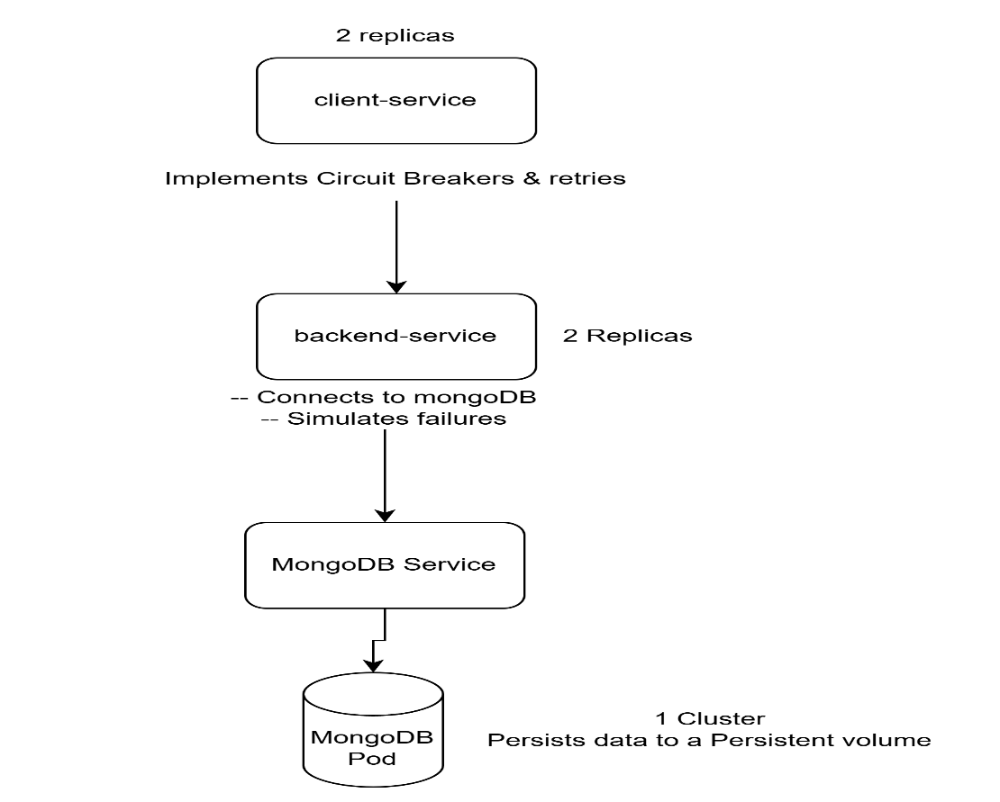 2 replicas
client-service
Implements Circuit Breakers & retries
backend-service
2 Replicas
-- Connects to mongoDB
-- Simulates failures
MongoDB Service
MongoDB
Pod
1 Cluster
Persists data to a Persistent volume